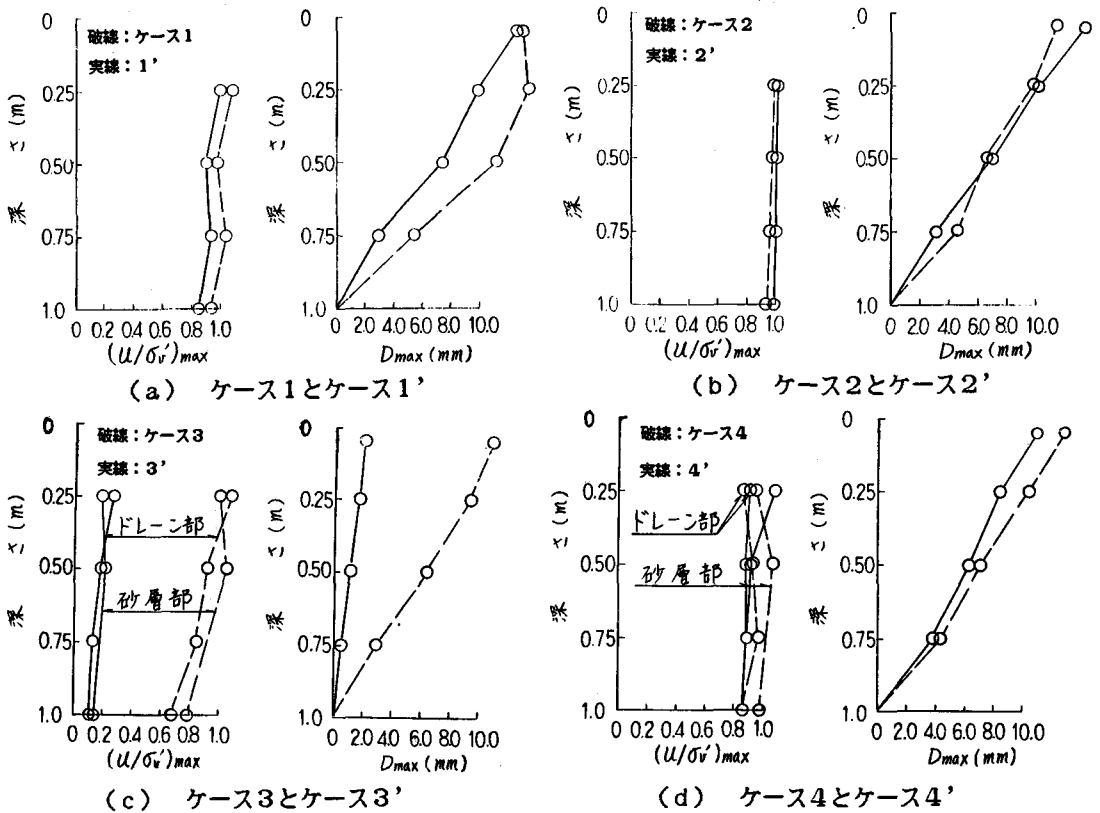 0
破線：ケース1
実線：1'
0.25
0.50
0.75
1.0
深 さ (m)
0 0.2 0.4 0.6 0.8 1.0
(u/σv')max
0
0.25
0.50
0.75
1.0
深 さ (m)
0 2.0 4.0 6.0 8.0 10.0
Dmax (mm)
(a) ケース1とケース1'
0
破線：ケース2
実線：2'
0.25
0.50
0.75
1.0
深 さ (m)
0 0.2 0.4 0.6 0.8 1.0
(u/σv')max
0
0.25
0.50
0.75
1.0
深 さ (m)
0 2.0 4.0 6.0 8.0 10.0
Dmax (mm)
(b) ケース2とケース2'
0
破線：ケース3
実線：3'
0.25
ドレーン部
0.50
砂層部
0.75
1.0
深 さ (m)
0 0.2 0.4 0.6 0.8 1.0
(u/σv')max
0
0.25
0.50
0.75
1.0
深 さ (m)
0 2.0 4.0 6.0 8.0 10.0
Dmax (mm)
(c) ケース3とケース3'
0
破線：ケース4
実線：4'
0.25
ドレーン部
0.50
砂層部
0.75
1.0
深 さ (m)
0 0.2 0.4 0.6 0.8 1.0
(u/σv')max
0
0.25
0.50
0.75
1.0
深 さ (m)
0 2.0 4.0 6.0 8.0 10.0
Dmax (mm)
(d) ケース4とケース4'